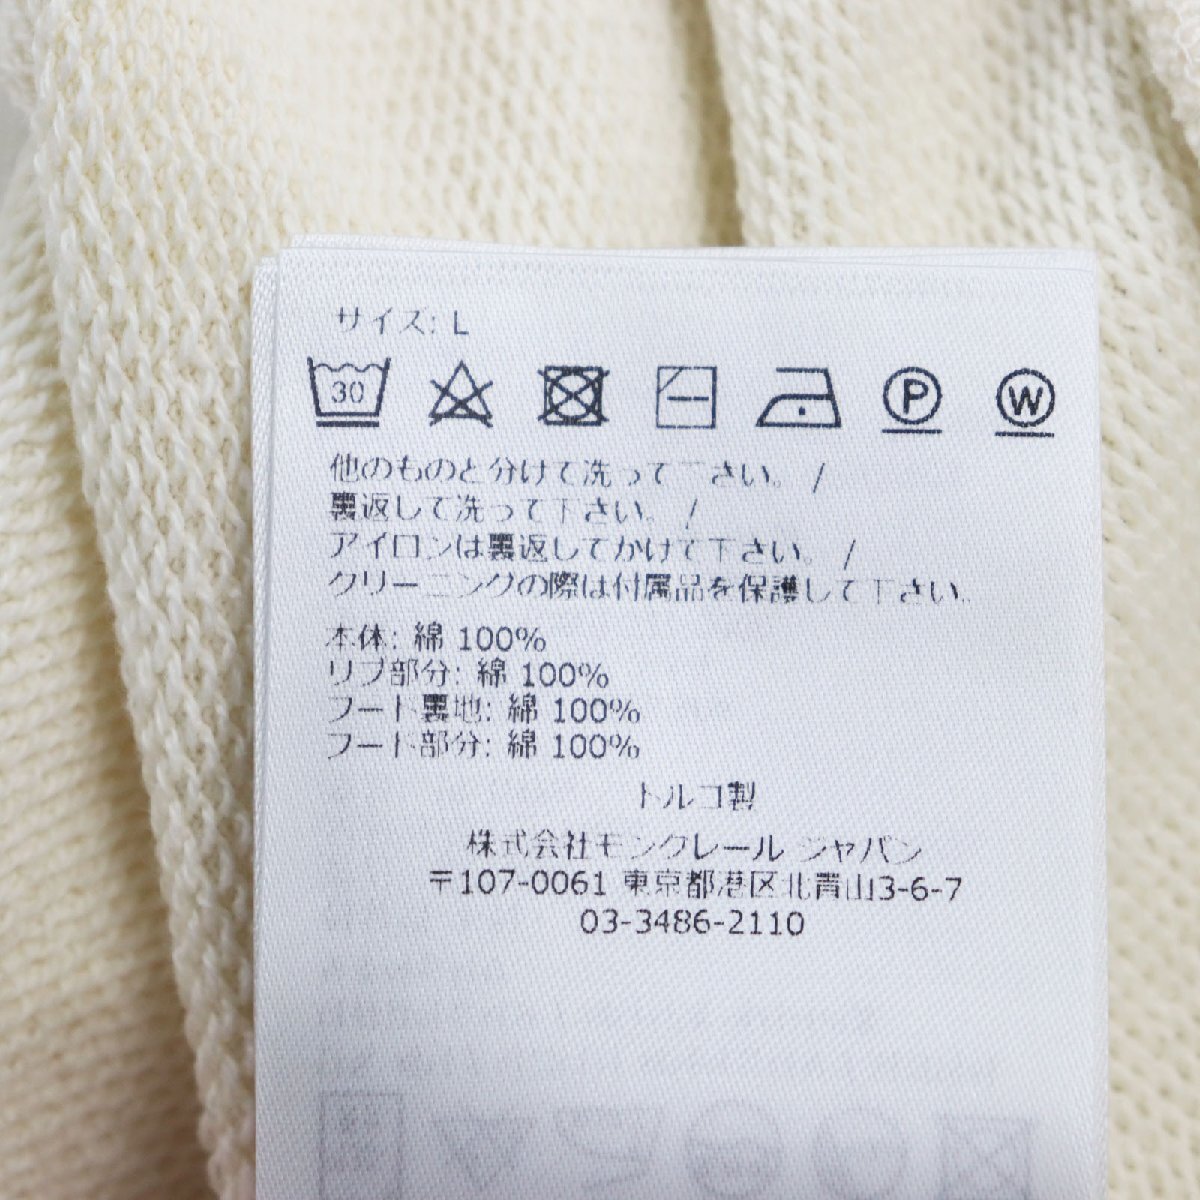 サイズ: L
30
P
W
他のものと分けて洗って下さい。 /
裏返して洗って下さい。 /
アイロンは裏返してかけて下さい。 /
クリーニングの際は付属品を保護して下さい。
本体: 綿 100%
リブ部分: 綿 100%
フード裏地: 綿 100%
フード部分: 綿 100%
トルコ製
株式会社モンクレール ジャパン
〒107-0061 東京都港区北青山3-6-7
03-3486-2110